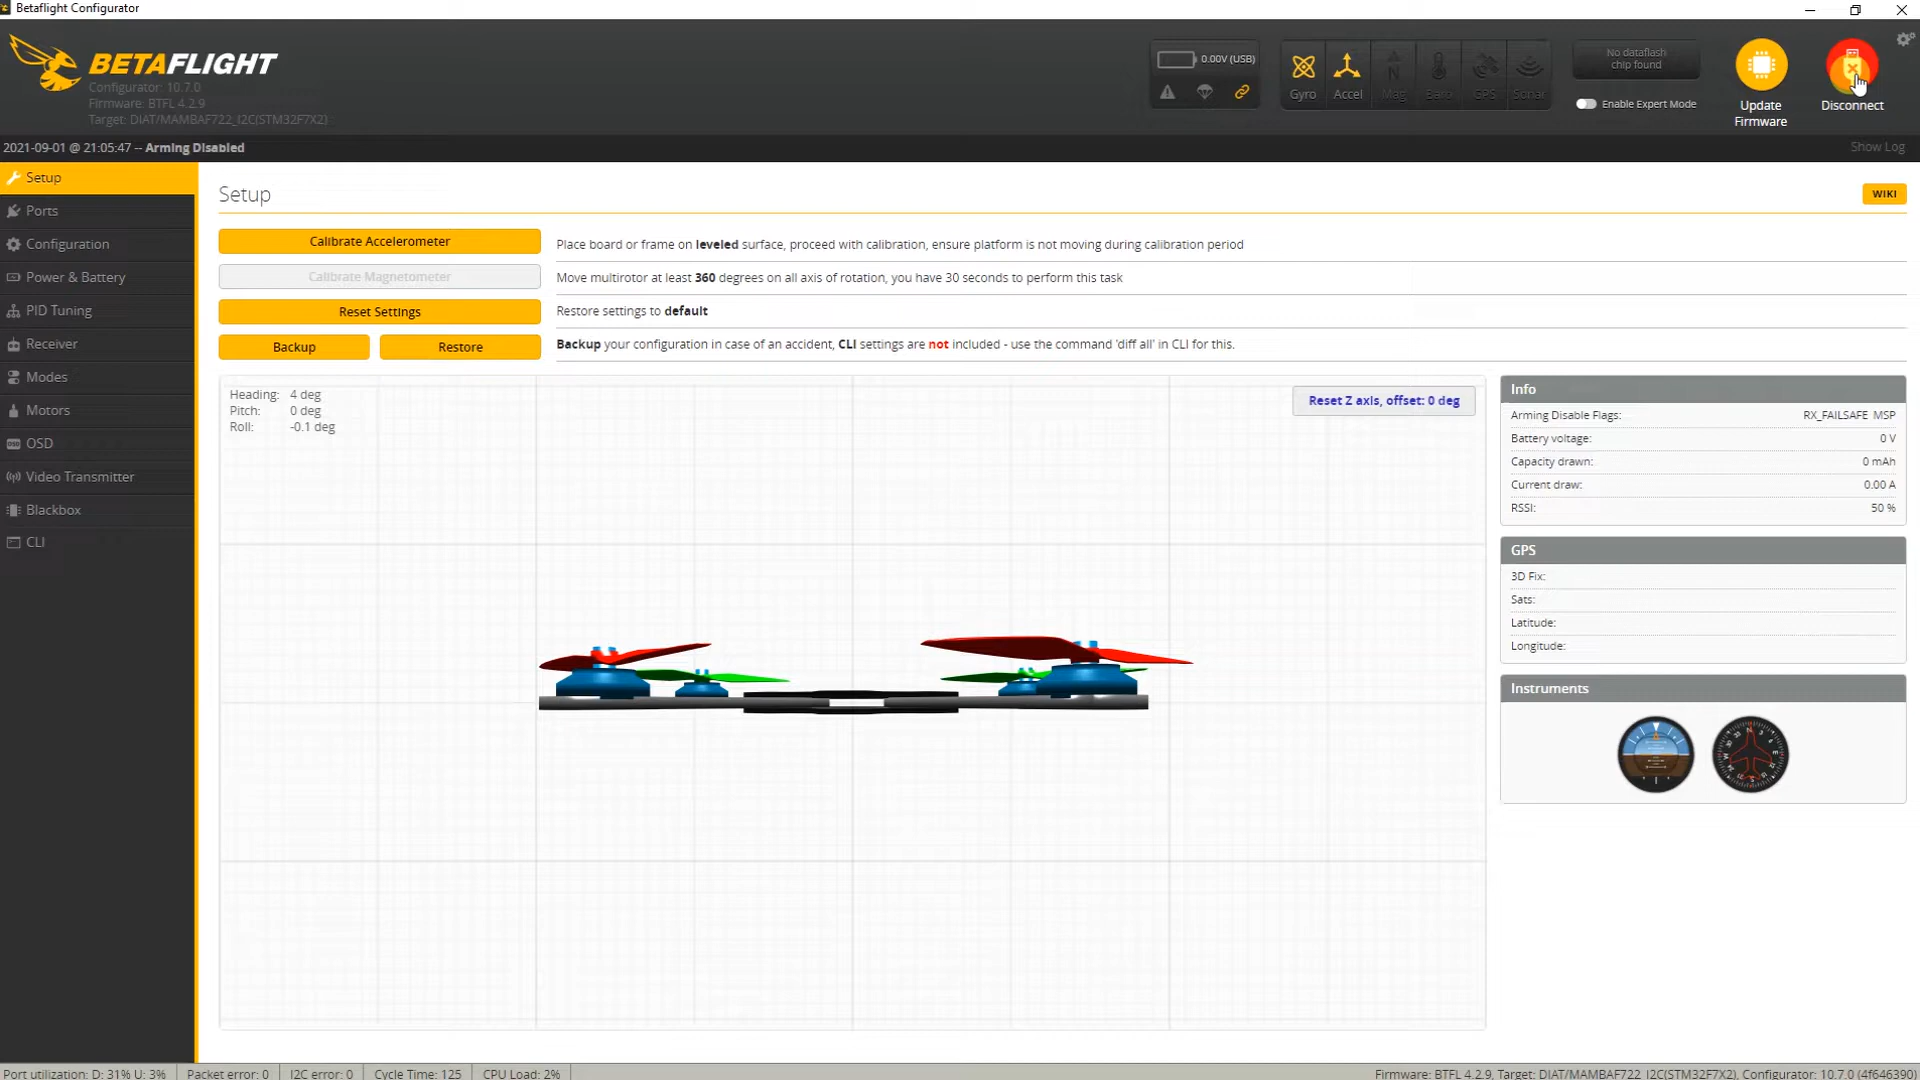 Betaflight Configurator
BETAFLIGHT
Configurator: 10.7.0
Firmware: BTFL 4.2.9
Target: DIAT/MAMBAF722_I2C(STM32F7X2)
0.00V (USB)
Gyro
Accel
Mag
Baro
GPS
Sonar
No dataflash
chip found
Enable Expert Mode
Update
Firmware
Disconnect
2021-09-01 @ 21:05:47 -- Arming Disabled
Show Log
Setup
Ports
Configuration
Power & Battery
PID Tuning
Receiver
Modes
Motors
OSD
Video Transmitter
Blackbox
CLI
Setup
WIKI
Calibrate Accelerometer
Place board or frame on leveled surface, proceed with calibration, ensure platform is not moving during calibration period
Calibrate Magnetometer
Move multirotor at least 360 degrees on all axis of rotation, you have 30 seconds to perform this task
Reset Settings
Restore settings to default
Backup
Restore
Backup your configuration in case of an accident, CLI settings are not included - use the command 'diff all' in CLI for this.
Heading: 4 deg
Pitch: 0 deg
Roll: -0.1 deg
Reset Z axis, offset: 0 deg
Info
Arming Disable Flags: RX_FAILSAFE MSP
Battery voltage: 0 V
Capacity drawn: 0 mAh
Current draw: 0.00 A
RSSI: 50 %
GPS
3D Fix:
Sats:
Latitude:
Longitude:
Instruments
Port utilization: D: 31% U: 3%
Packet error: 0
I2C error: 0
Cycle Time: 125
CPU Load: 2%
Firmware: BTFL 4.2.9, Target: DIAT/MAMBAF722_I2C(STM32F7X2), Configurator: 10.7.0 (4f646390)